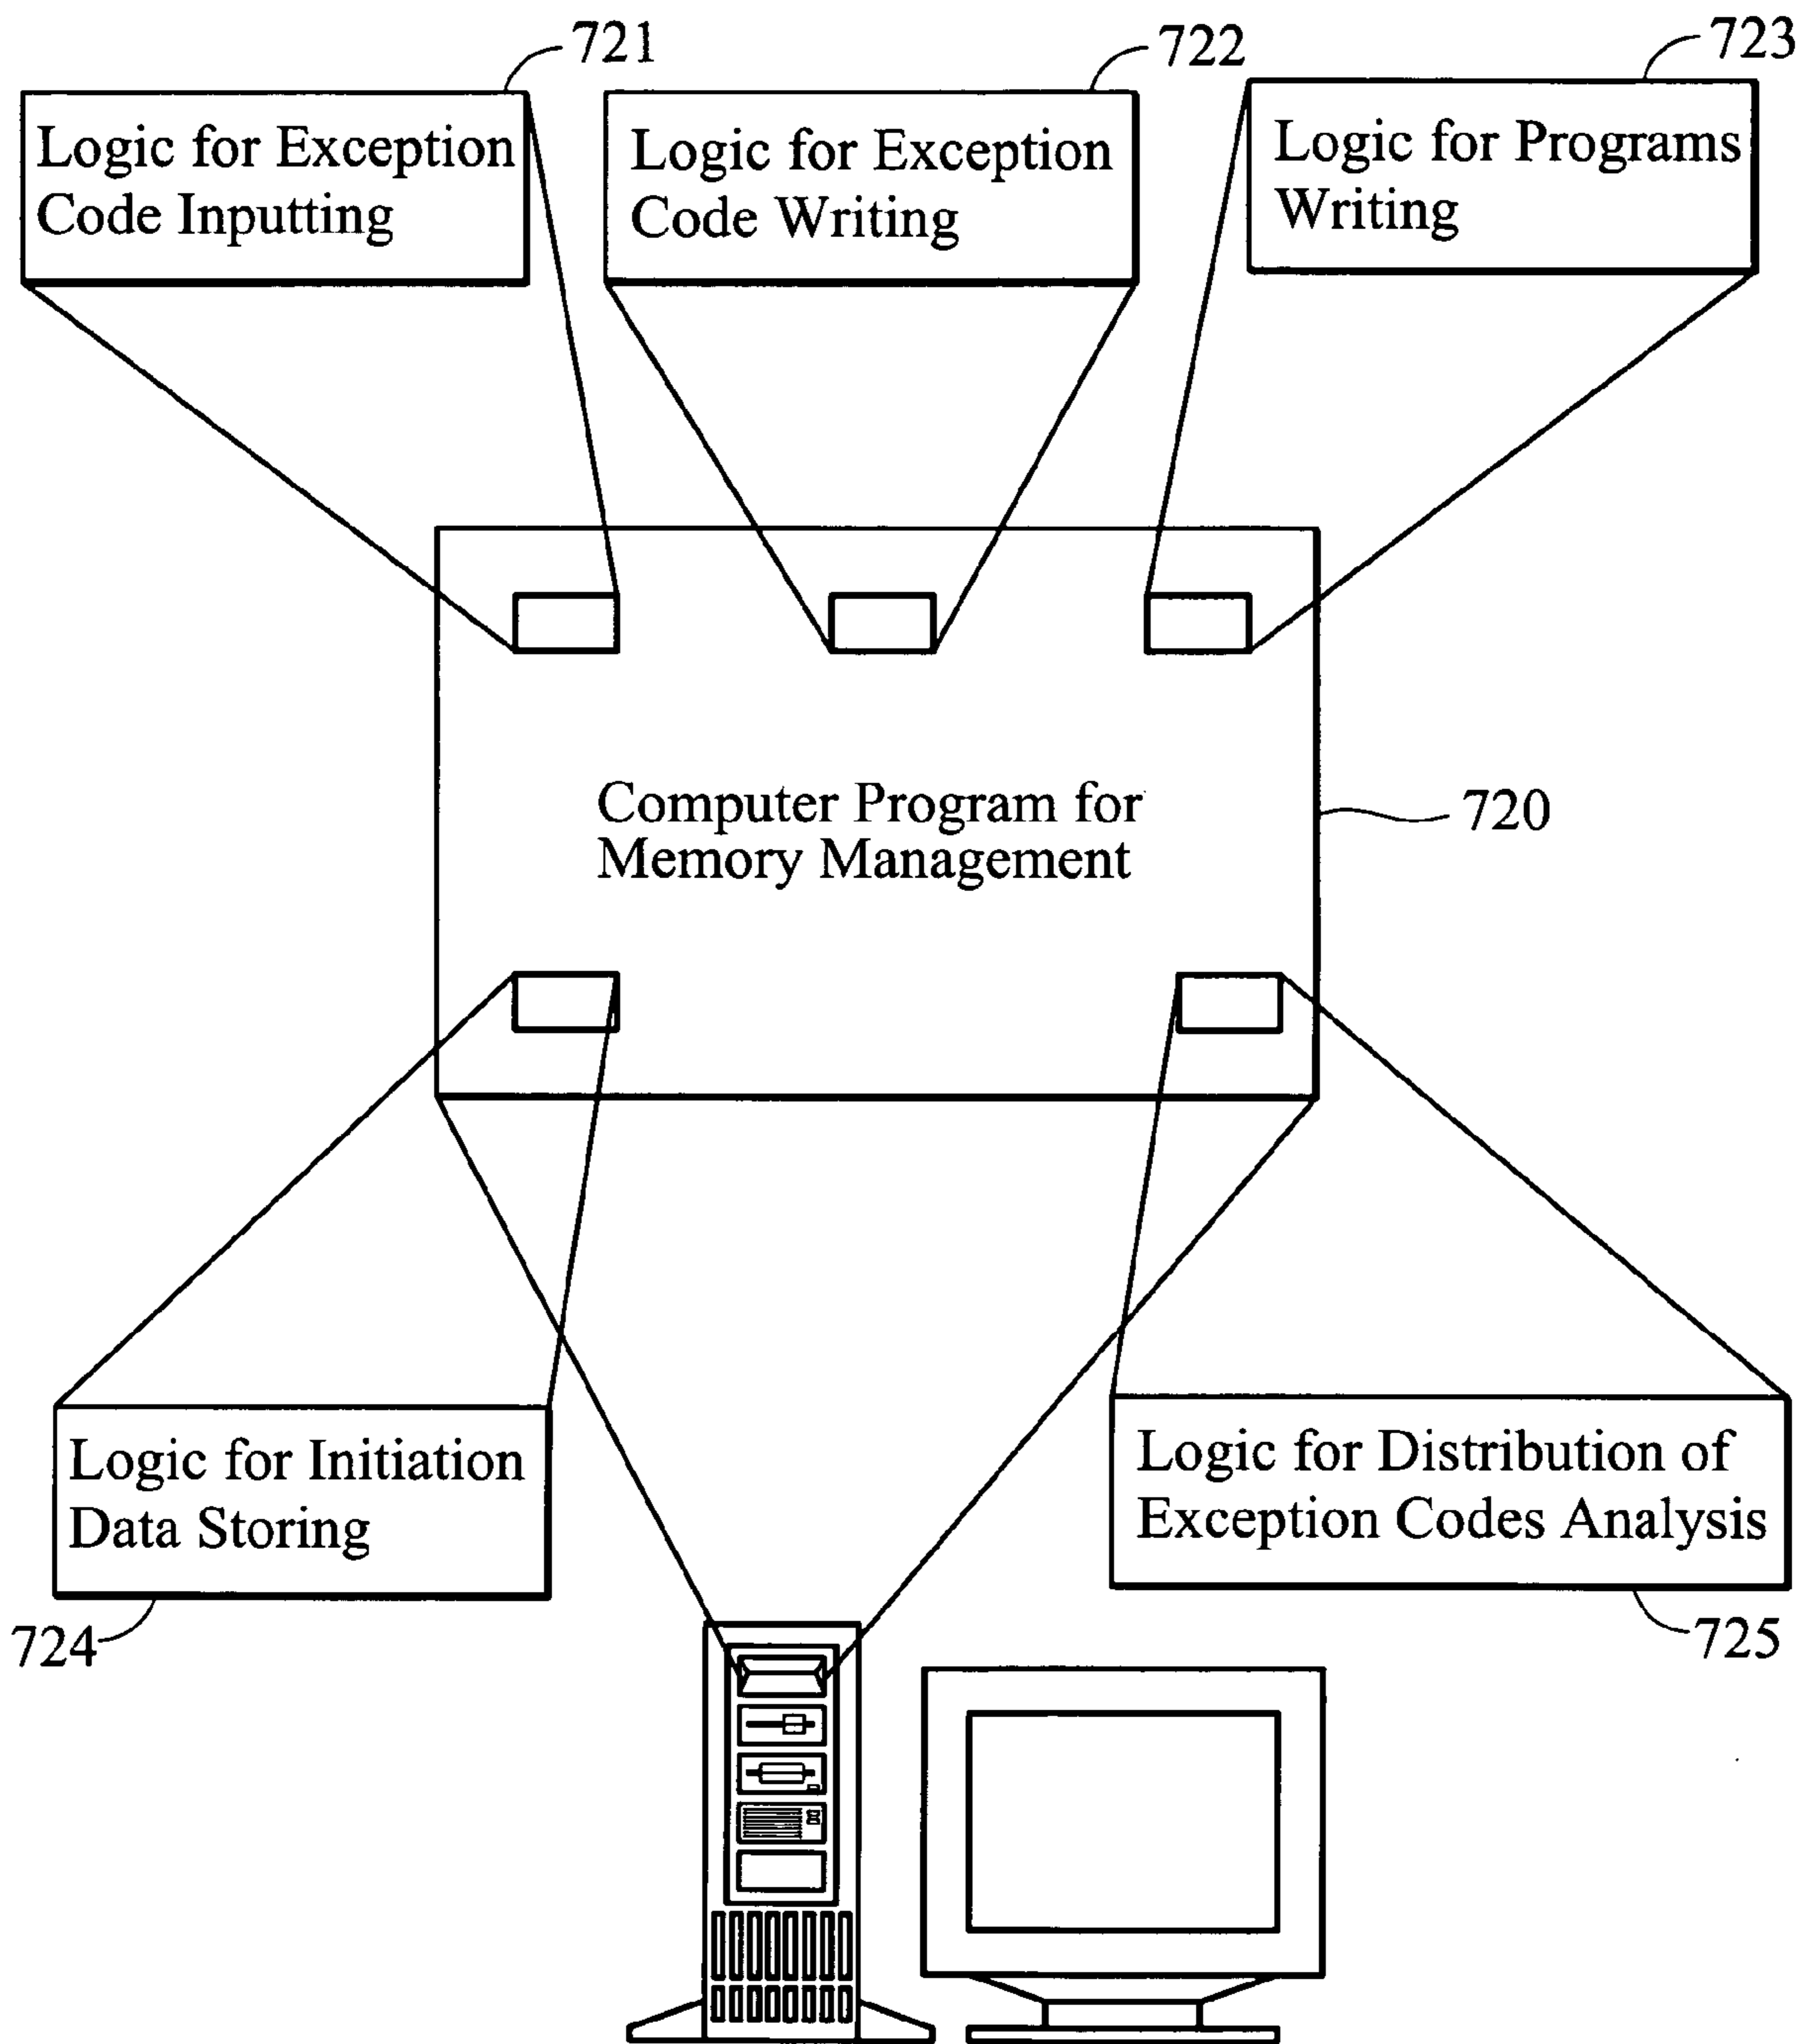 721
722
723
Logic for Exception
Code Inputting
Logic for Exception
Code Writing
Logic for Programs
Writing
Computer Program for
Memory Management
720
Logic for Initiation
Data Storing
Logic for Distribution of
Exception Codes Analysis
724
725